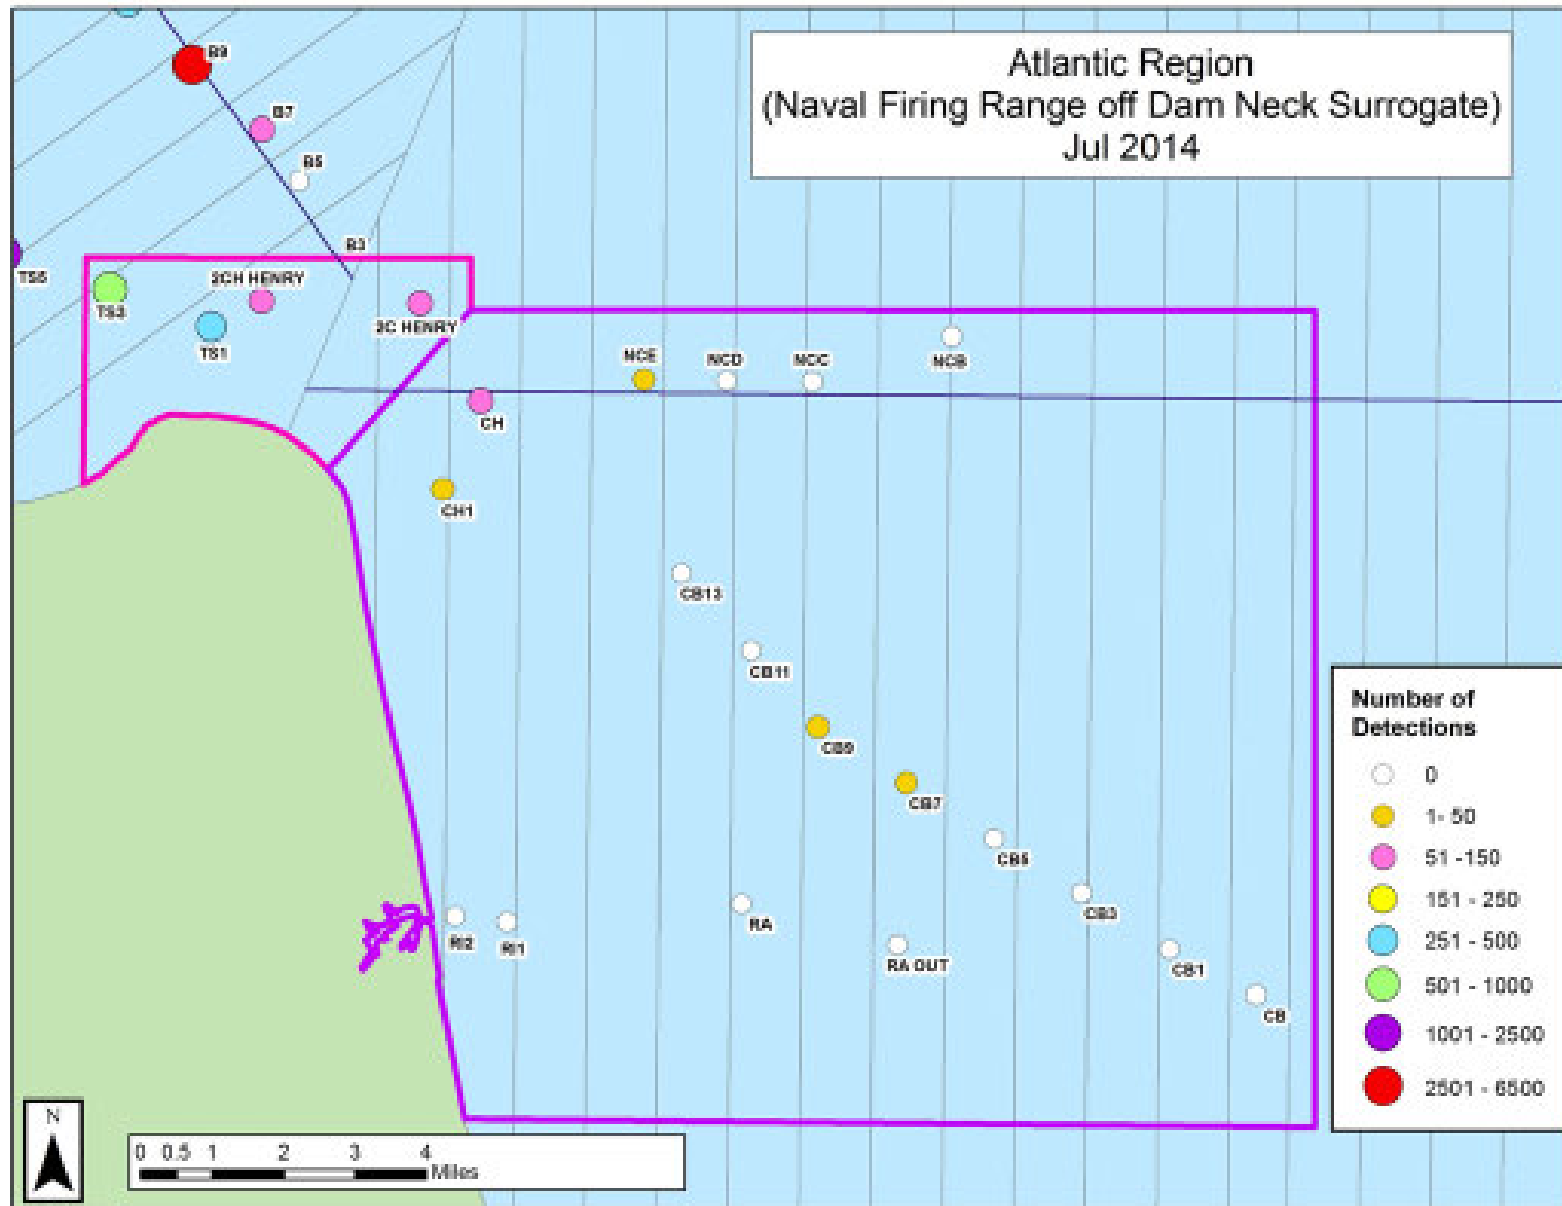 Atlantic Region
(Naval Firing Range off Dam Neck Surrogate)
Jul 2014
B9
B7
B5
B3
TS5
2CH HENRY
TS3
2C HENRY
TS1
NCE
NCD
NCC
NCB
CH
CH1
CB13
CB11
CB9
CB7
CB5
CB3
RA
RI2
RI1
RA OUT
CB1
CB
Number of
Detections
0
1- 50
51 -150
151 - 250
251 - 500
501 - 1000
1001 - 2500
2501 - 6500
N
0 0.5 1 2 3 4
Miles